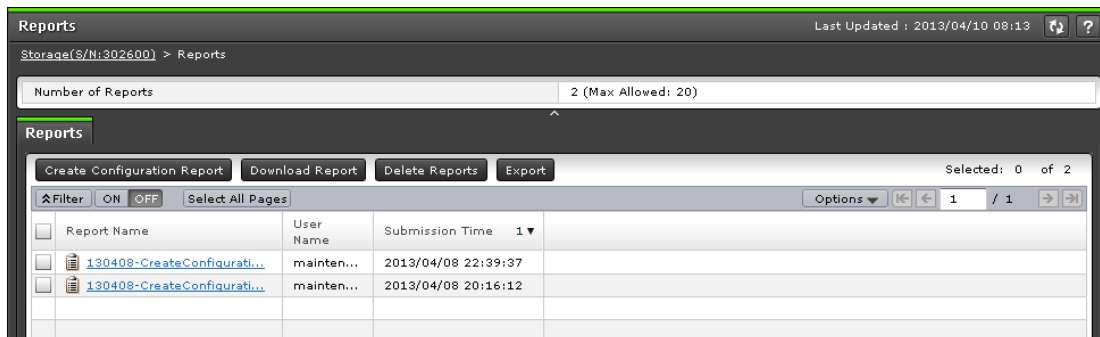 Reports Last Updated : 2013/04/10 08:13 ?
Storage(S/N:302600) > Reports
Number of Reports 2 (Max Allowed: 20)
Reports
Create Configuration Report Download Report Delete Reports Export Selected: 0 of 2
Filter ON OFF Select All Pages Options 1 / 1
Report Name User Name Submission Time 1
130408-CreateConfigurati... mainten... 2013/04/08 22:39:37
130408-CreateConfigurati... mainten... 2013/04/08 20:16:12